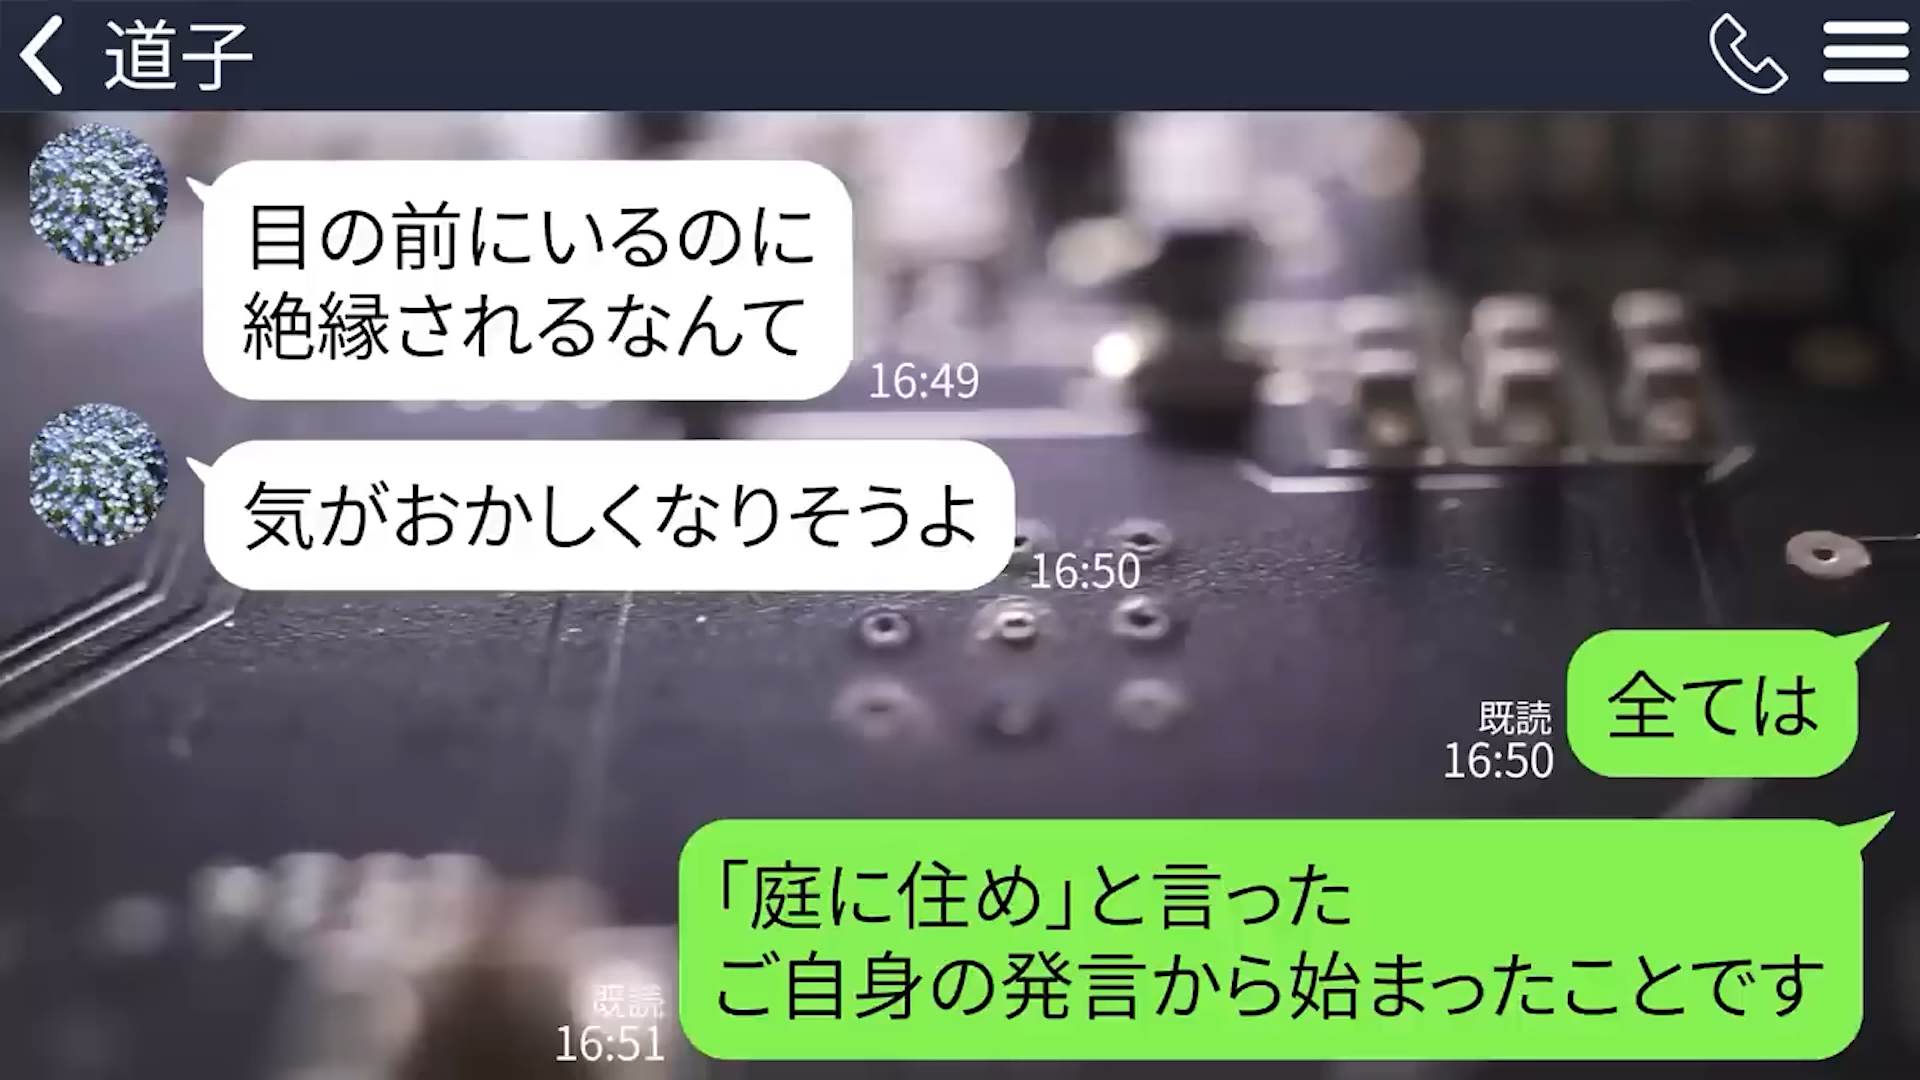 道子
目の前にいるのに
絶縁されるなんて
16:49
気がおかしくなりそうよ
16:50
全ては
既読
16:50
「庭に住め」と言った
ご自身の発言から始まったことです
既読
16:51